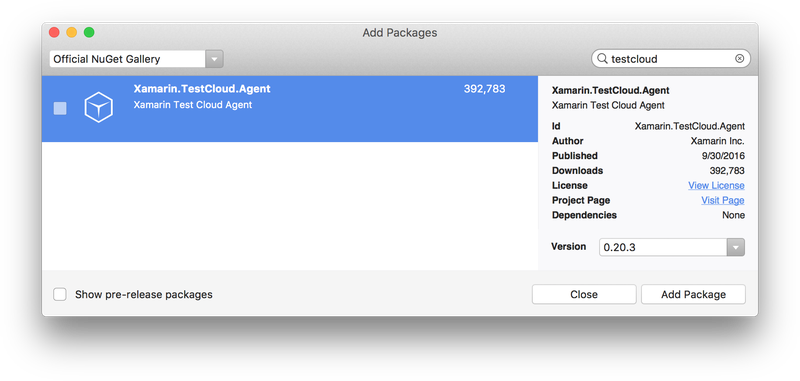 Add Packages
Official NuGet Gallery
testcloud
Xamarin.TestCloud.Agent 392,783
Xamarin Test Cloud Agent
Xamarin.TestCloud.Agent
Xamarin Test Cloud Agent
Id Xamarin.TestCloud.Agent
Author Xamarin Inc.
Published 9/30/2016
Downloads 392,783
License View License
Project Page Visit Page
Dependencies None
Version 0.20.3
Show pre-release packages
Close
Add Package